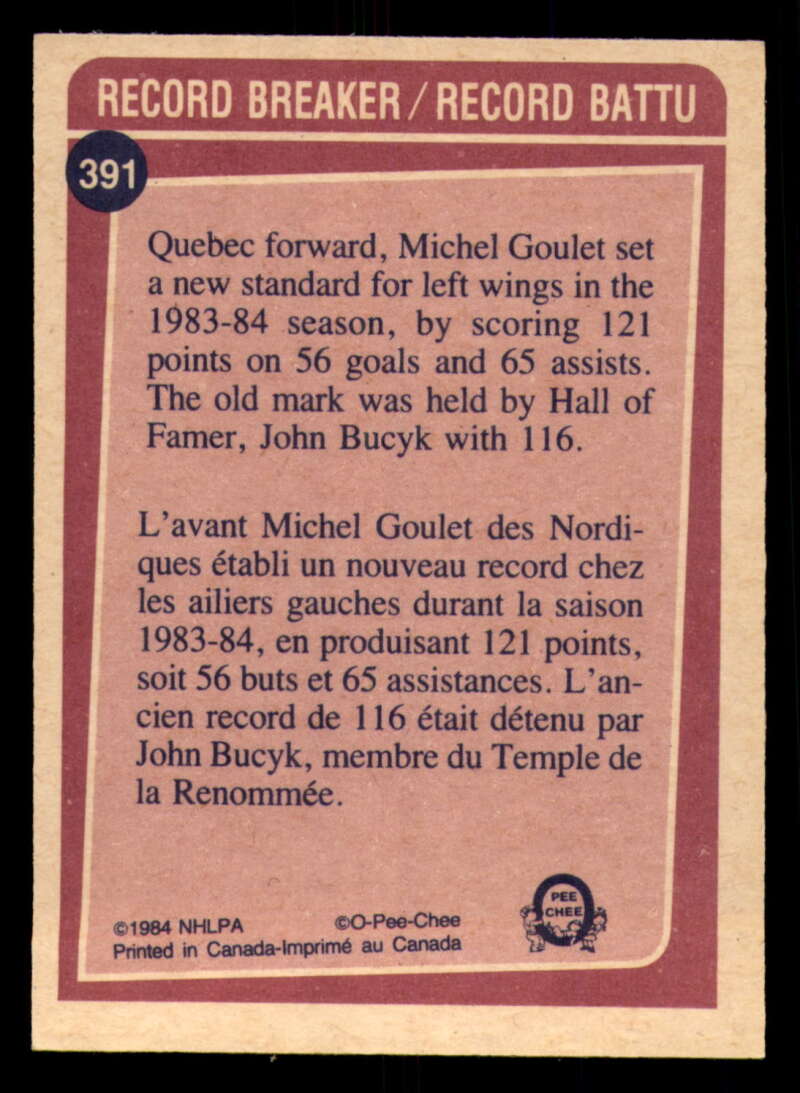 RECORD BREAKER / RECORD BATTU
391
Quebec forward, Michel Goulet set
a new standard for left wings in the
1983-84 season, by scoring 121
points on 56 goals and 65 assists.
The old mark was held by Hall of
Famer, John Bucyk with 116.
L'avant Michel Goulet des Nordi-
ques établi un nouveau record chez
les ailiers gauches durant la saison
1983-84, en produisant 121 points,
soit 56 buts et 65 assistances. L'an-
cien record de 116 était détenu par
John Bucyk, membre du Temple de
la Renommée.
©1984 NHLPA ©O-Pee-Chee
Printed in Canada-Imprimé au Canada
PEE
CHEE